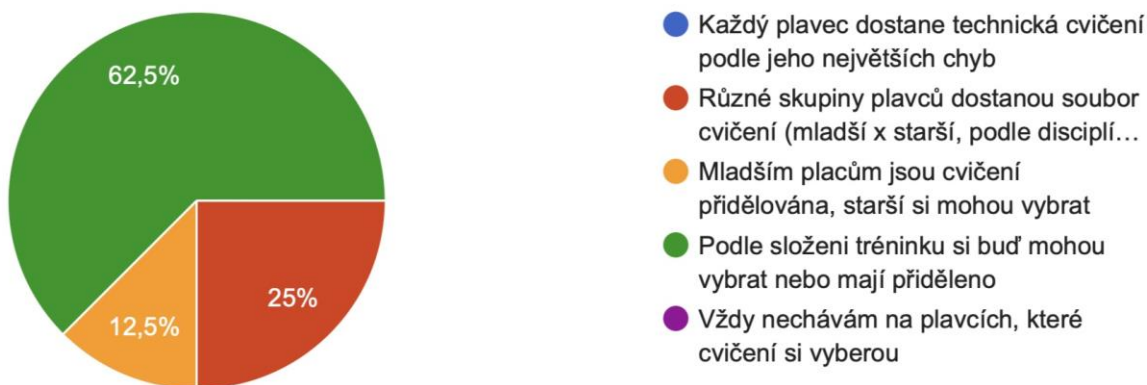 62,5%
25%
12,5%
Každý plavec dostane technická cvičení
podle jeho největších chyb
Různé skupiny plavců dostanou soubor
cvičení (mladší x starší, podle disciplí…
Mladším placům jsou cvičení
přidělována, starší si mohou vybrat
Podle složeni tréninku si buď mohou
vybrat nebo mají přiděleno
Vždy nechávám na plavcích, které
cvičení si vyberou